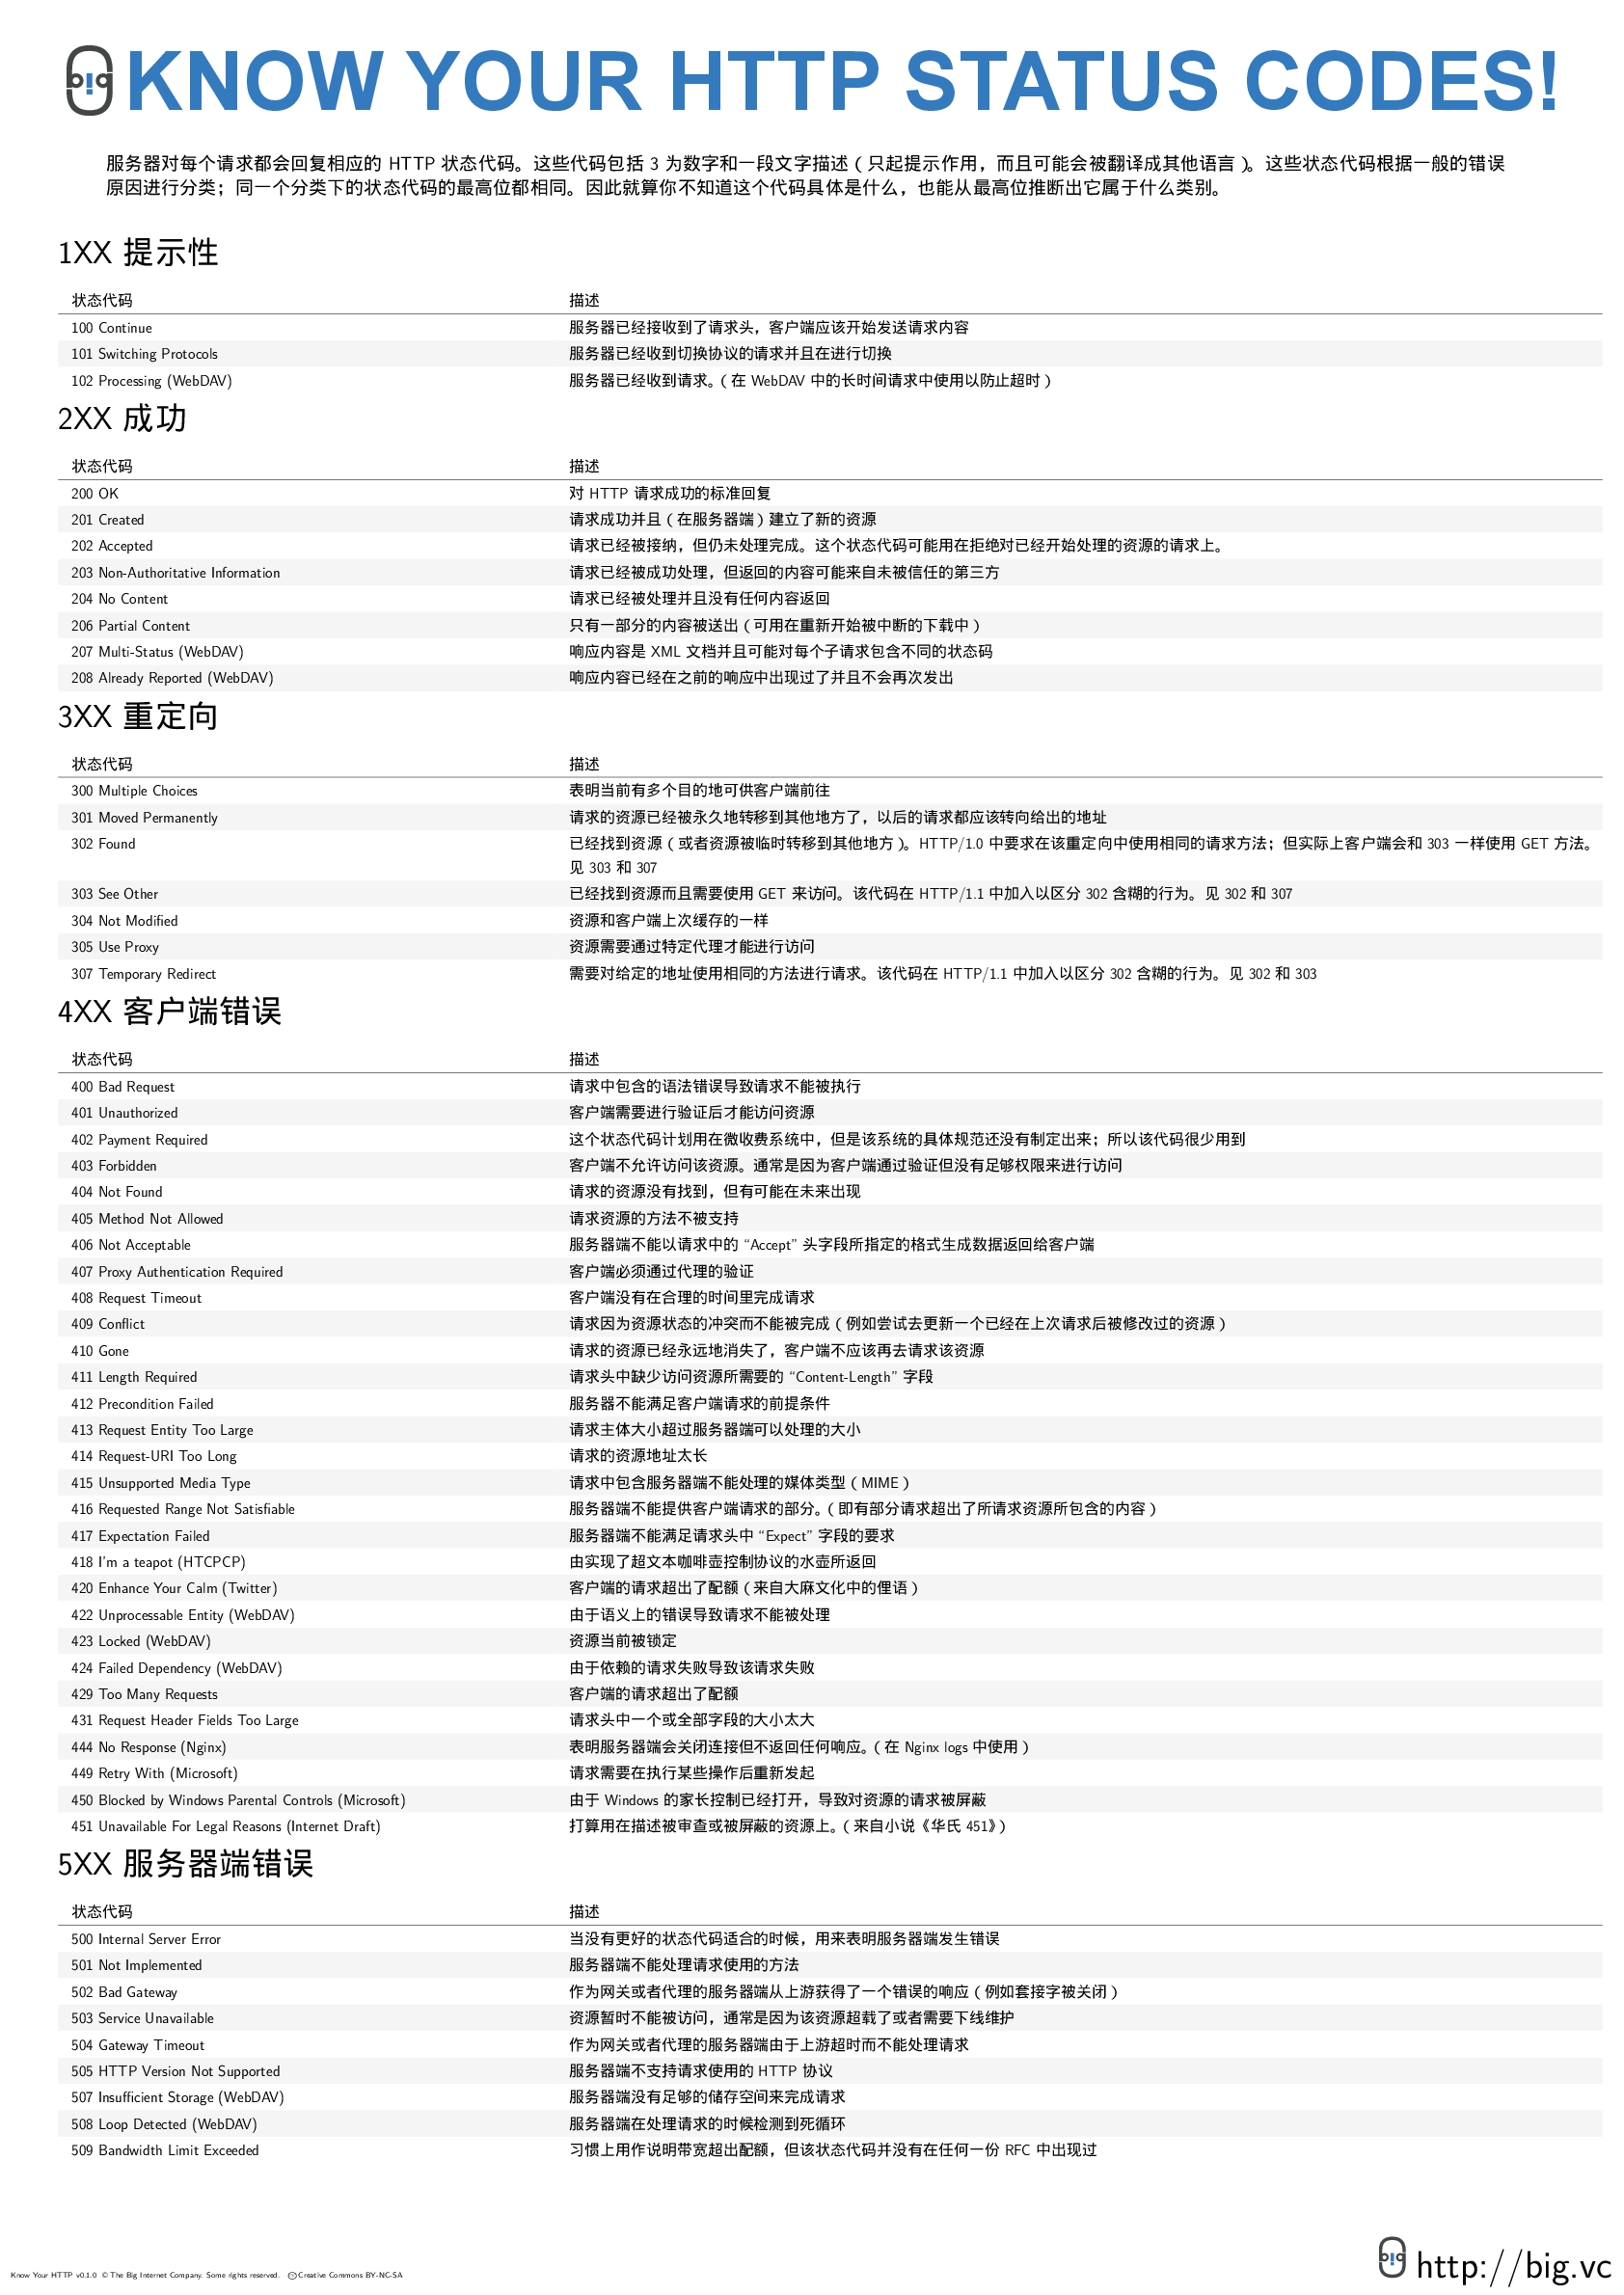 big KNOW YOUR HTTP STATUS CODES!
服务器对每个请求都会回复相应的 HTTP 状态代码。这些代码包括 3 为数字和一段文字描述（只起提示作用，而且可能会被翻译成其他语言）。这些状态代码根据一般的错误
原因进行分类；同一个分类下的状态代码的最高位都相同。因此就算你不知道这个代码具体是什么，也能从最高位推断出它属于什么类别。
1XX 提示性
状态代码 描述
100 Continue 服务器已经接收到了请求头，客户端应该开始发送请求内容
101 Switching Protocols 服务器已经收到切换协议的请求并且在进行切换
102 Processing (WebDAV) 服务器已经收到请求。（在 WebDAV 中的长时间请求中使用以防止超时）
2XX 成功
状态代码 描述
200 OK 对 HTTP 请求成功的标准回复
201 Created 请求成功并且（在服务器端）建立了新的资源
202 Accepted 请求已经被接纳，但仍未处理完成。这个状态代码可能用在拒绝对已经开始处理的资源的请求上。
203 Non-Authoritative Information 请求已经被成功处理，但返回的内容可能来自未被信任的第三方
204 No Content 请求已经被处理并且没有任何内容返回
206 Partial Content 只有一部分的内容被送出（可用在重新开始被中断的下载中）
207 Multi-Status (WebDAV) 响应内容是 XML 文档并且可能对每个子请求包含不同的状态码
208 Already Reported (WebDAV) 响应内容已经在之前的响应中出现过了并且不会再次发出
3XX 重定向
状态代码 描述
300 Multiple Choices 表明当前有多个目的地可供客户端前往
301 Moved Permanently 请求的资源已经被永久地转移到其他地方了，以后的请求都应该转向给出的地址
302 Found 已经找到资源（或者资源被临时转移到其他地方）。HTTP/1.0 中要求在该重定向中使用相同的请求方法；但实际上客户端会和 303 一样使用 GET 方法。
见 303 和 307
303 See Other 已经找到资源而且需要使用 GET 来访问。该代码在 HTTP/1.1 中加入以区分 302 含糊的行为。见 302 和 307
304 Not Modified 资源和客户端上次缓存的一样
305 Use Proxy 资源需要通过特定代理才能进行访问
307 Temporary Redirect 需要对给定的地址使用相同的方法进行请求。该代码在 HTTP/1.1 中加入以区分 302 含糊的行为。见 302 和 303
4XX 客户端错误
状态代码 描述
400 Bad Request 请求中包含的语法错误导致请求不能被执行
401 Unauthorized 客户端需要进行验证后才能访问资源
402 Payment Required 这个状态代码计划用在微收费系统中，但是该系统的具体规范还没有制定出来；所以该代码很少用到
403 Forbidden 客户端不允许访问该资源。通常是因为客户端通过验证但没有足够权限来进行访问
404 Not Found 请求的资源没有找到，但有可能在未来出现
405 Method Not Allowed 请求资源的方法不被支持
406 Not Acceptable 服务器端不能以请求中的 “Accept” 头字段所指定的格式生成数据返回给客户端
407 Proxy Authentication Required 客户端必须通过代理的验证
408 Request Timeout 客户端没有在合理的时间里完成请求
409 Conflict 请求因为资源状态的冲突而不能被完成（例如尝试去更新一个已经在上次请求后被修改过的资源）
410 Gone 请求的资源已经永远地消失了，客户端不应该再去请求该资源
411 Length Required 请求头中缺少访问资源所需要的 “Content-Length” 字段
412 Precondition Failed 服务器不能满足客户端请求的前提条件
413 Request Entity Too Large 请求主体大小超过服务器端可以处理的大小
414 Request-URI Too Long 请求的资源地址太长
415 Unsupported Media Type 请求中包含服务器端不能处理的媒体类型（MIME）
416 Requested Range Not Satisfiable 服务器端不能提供客户端请求的部分。（即有部分请求超出了所请求资源所包含的内容）
417 Expectation Failed 服务器端不能满足请求头中 “Expect” 字段的要求
418 I'm a teapot (HTCPCP) 由实现了超文本咖啡壶控制协议的水壶所返回
420 Enhance Your Calm (Twitter) 客户端的请求超出了配额（来自大麻文化中的俚语）
422 Unprocessable Entity (WebDAV) 由于语义上的错误导致请求不能被处理
423 Locked (WebDAV) 资源当前被锁定
424 Failed Dependency (WebDAV) 由于依赖的请求失败导致该请求失败
429 Too Many Requests 客户端的请求超出了配额
431 Request Header Fields Too Large 请求头中一个或全部字段的大小太大
444 No Response (Nginx) 表明服务器端会关闭连接但不返回任何响应。（在 Nginx logs 中使用）
449 Retry With (Microsoft) 请求需要在执行某些操作后重新发起
450 Blocked by Windows Parental Controls (Microsoft) 由于 Windows 的家长控制已经打开，导致对资源的请求被屏蔽
451 Unavailable For Legal Reasons (Internet Draft) 打算用在描述被审查或被屏蔽的资源上。（来自小说《华氏 451》）
5XX 服务器端错误
状态代码 描述
500 Internal Server Error 当没有更好的状态代码适合的时候，用来表明服务器端发生错误
501 Not Implemented 服务器端不能处理请求使用的方法
502 Bad Gateway 作为网关或者代理的服务器端从上游获得了一个错误的响应（例如套接字被关闭）
503 Service Unavailable 资源暂时不能被访问，通常是因为该资源超载了或者需要下线维护
504 Gateway Timeout 作为网关或者代理的服务器端由于上游超时而不能处理请求
505 HTTP Version Not Supported 服务器端不支持请求使用的 HTTP 协议
507 Insufficient Storage (WebDAV) 服务器端没有足够的储存空间来完成请求
508 Loop Detected (WebDAV) 服务器端在处理请求的时候检测到死循环
509 Bandwidth Limit Exceeded 习惯上用作说明带宽超出配额，但该状态代码并没有在任何一份 RFC 中出现过
big http://big.vc
Know Your HTTP v0.1.0 © The Big Internet Company. Some rights reserved. Creative Commons BY-NC-SA